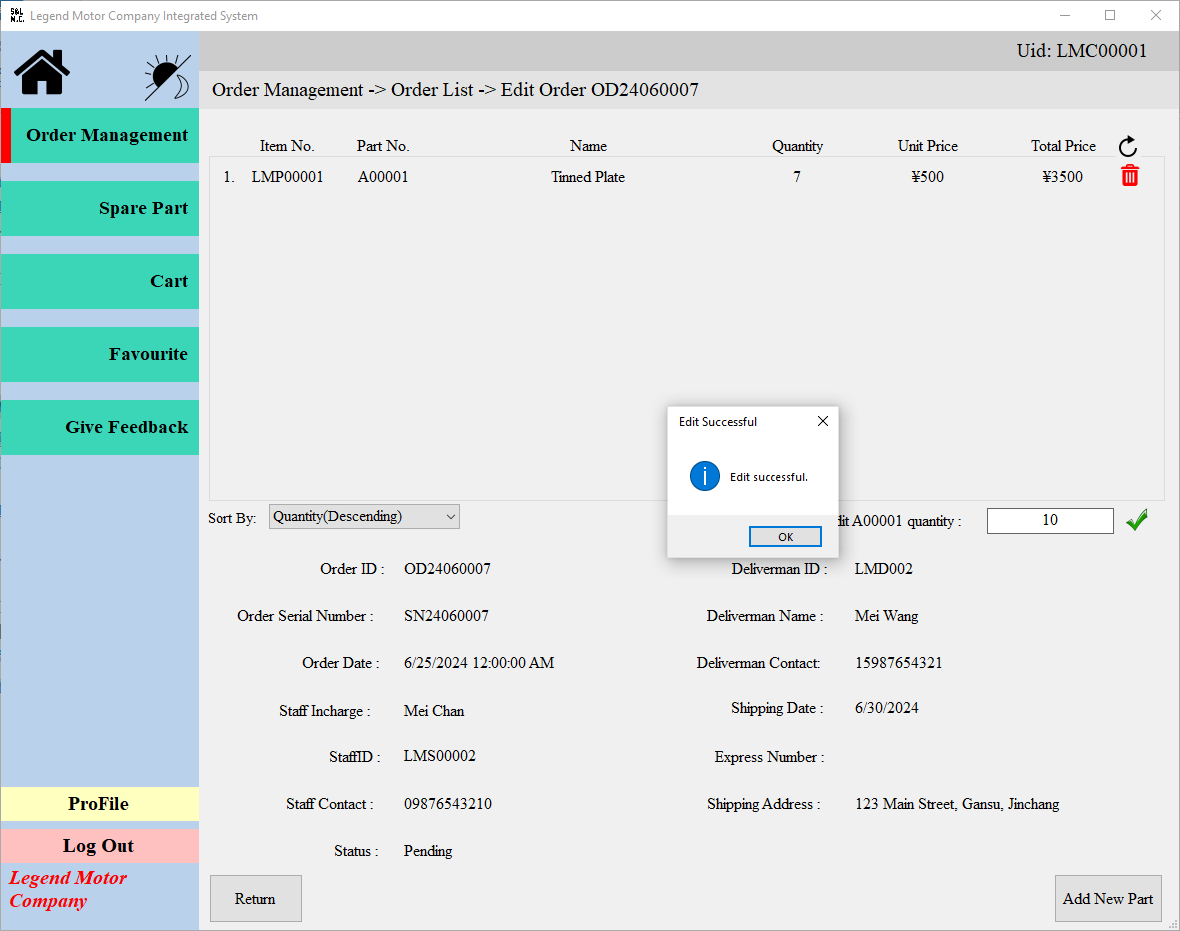 S&L
M.C.
Legend Motor Company Integrated System
Uid: LMC00001
Order Management -> Order List -> Edit Order OD24060007
Order Management
Spare Part
Cart
Favourite
Give Feedback
ProFile
Log Out
Legend Motor
Company
Item No. Part No. Name Quantity Unit Price Total Price
1. LMP00001 A00001 Tinned Plate 7 ¥500 ¥3500
Edit Successful
Edit successful.
OK
Sort By: Quantity(Descending)
A00001 quantity : 10
Order ID : OD24060007
Order Serial Number : SN24060007
Order Date : 6/25/2024 12:00:00 AM
Staff Incharge : Mei Chan
StaffID : LMS00002
Staff Contact : 09876543210
Status : Pending
Deliverman ID : LMD002
Deliverman Name : Mei Wang
Deliverman Contact: 15987654321
Shipping Date : 6/30/2024
Express Number :
Shipping Address : 123 Main Street, Gansu, Jinchang
Return
Add New Part